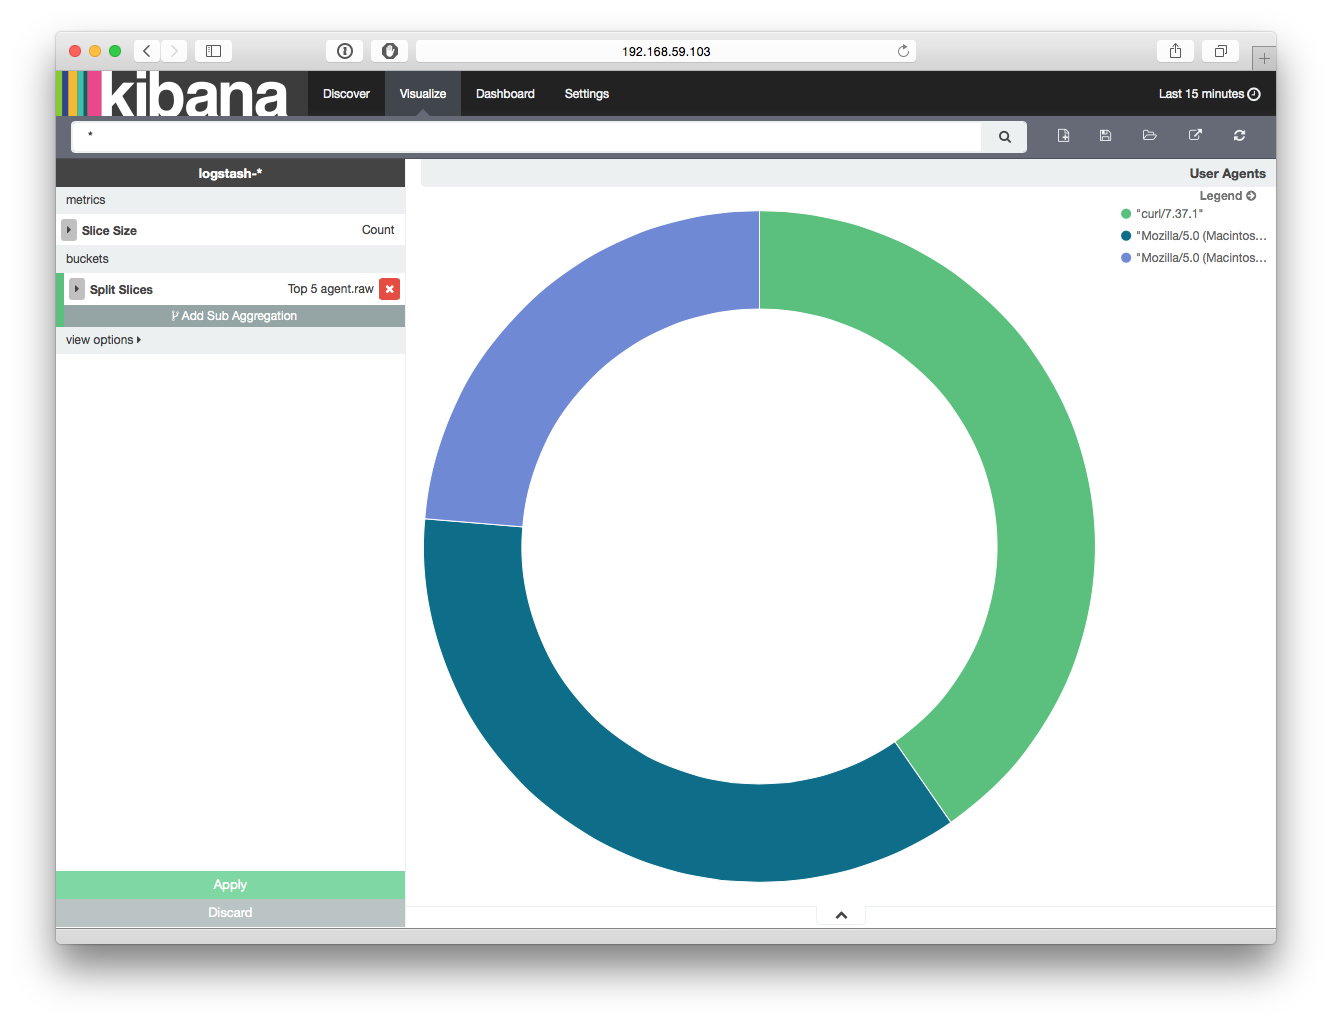 192.168.59.103
kibana
Discover
Visualize
Dashboard
Settings
Last 15 minutes
*
logstash-*
metrics
Slice Size
Count
buckets
Split Slices
Top 5 agent.raw
Add Sub Aggregation
view options
Apply
Discard
User Agents
Legend
"curl/7.37.1"
"Mozilla/5.0 (Macintos...
"Mozilla/5.0 (Macintos...